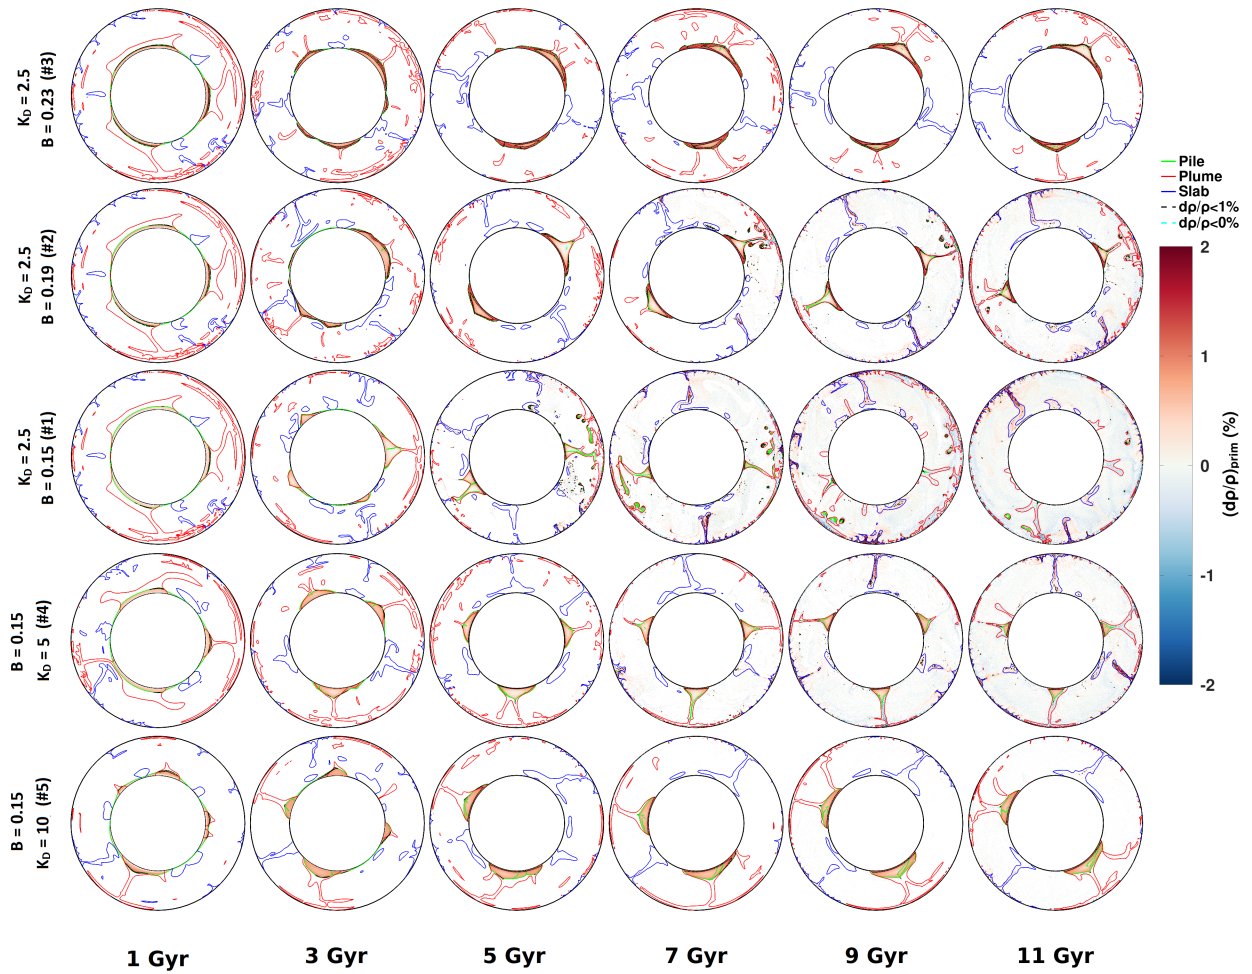 K_D = 2.5
B = 0.23 (#3)
K_D = 2.5
B = 0.19 (#2)
K_D = 2.5
B = 0.15 (#1)
B = 0.15
K_D = 5 (#4)
B = 0.15
K_D = 10 (#5)
Pile
Plume
Slab
dρ/ρ<1%
dρ/ρ<0%
2
1
0
-1
-2
(dρ/ρ)_prim (%)
1 Gyr
3 Gyr
5 Gyr
7 Gyr
9 Gyr
11 Gyr